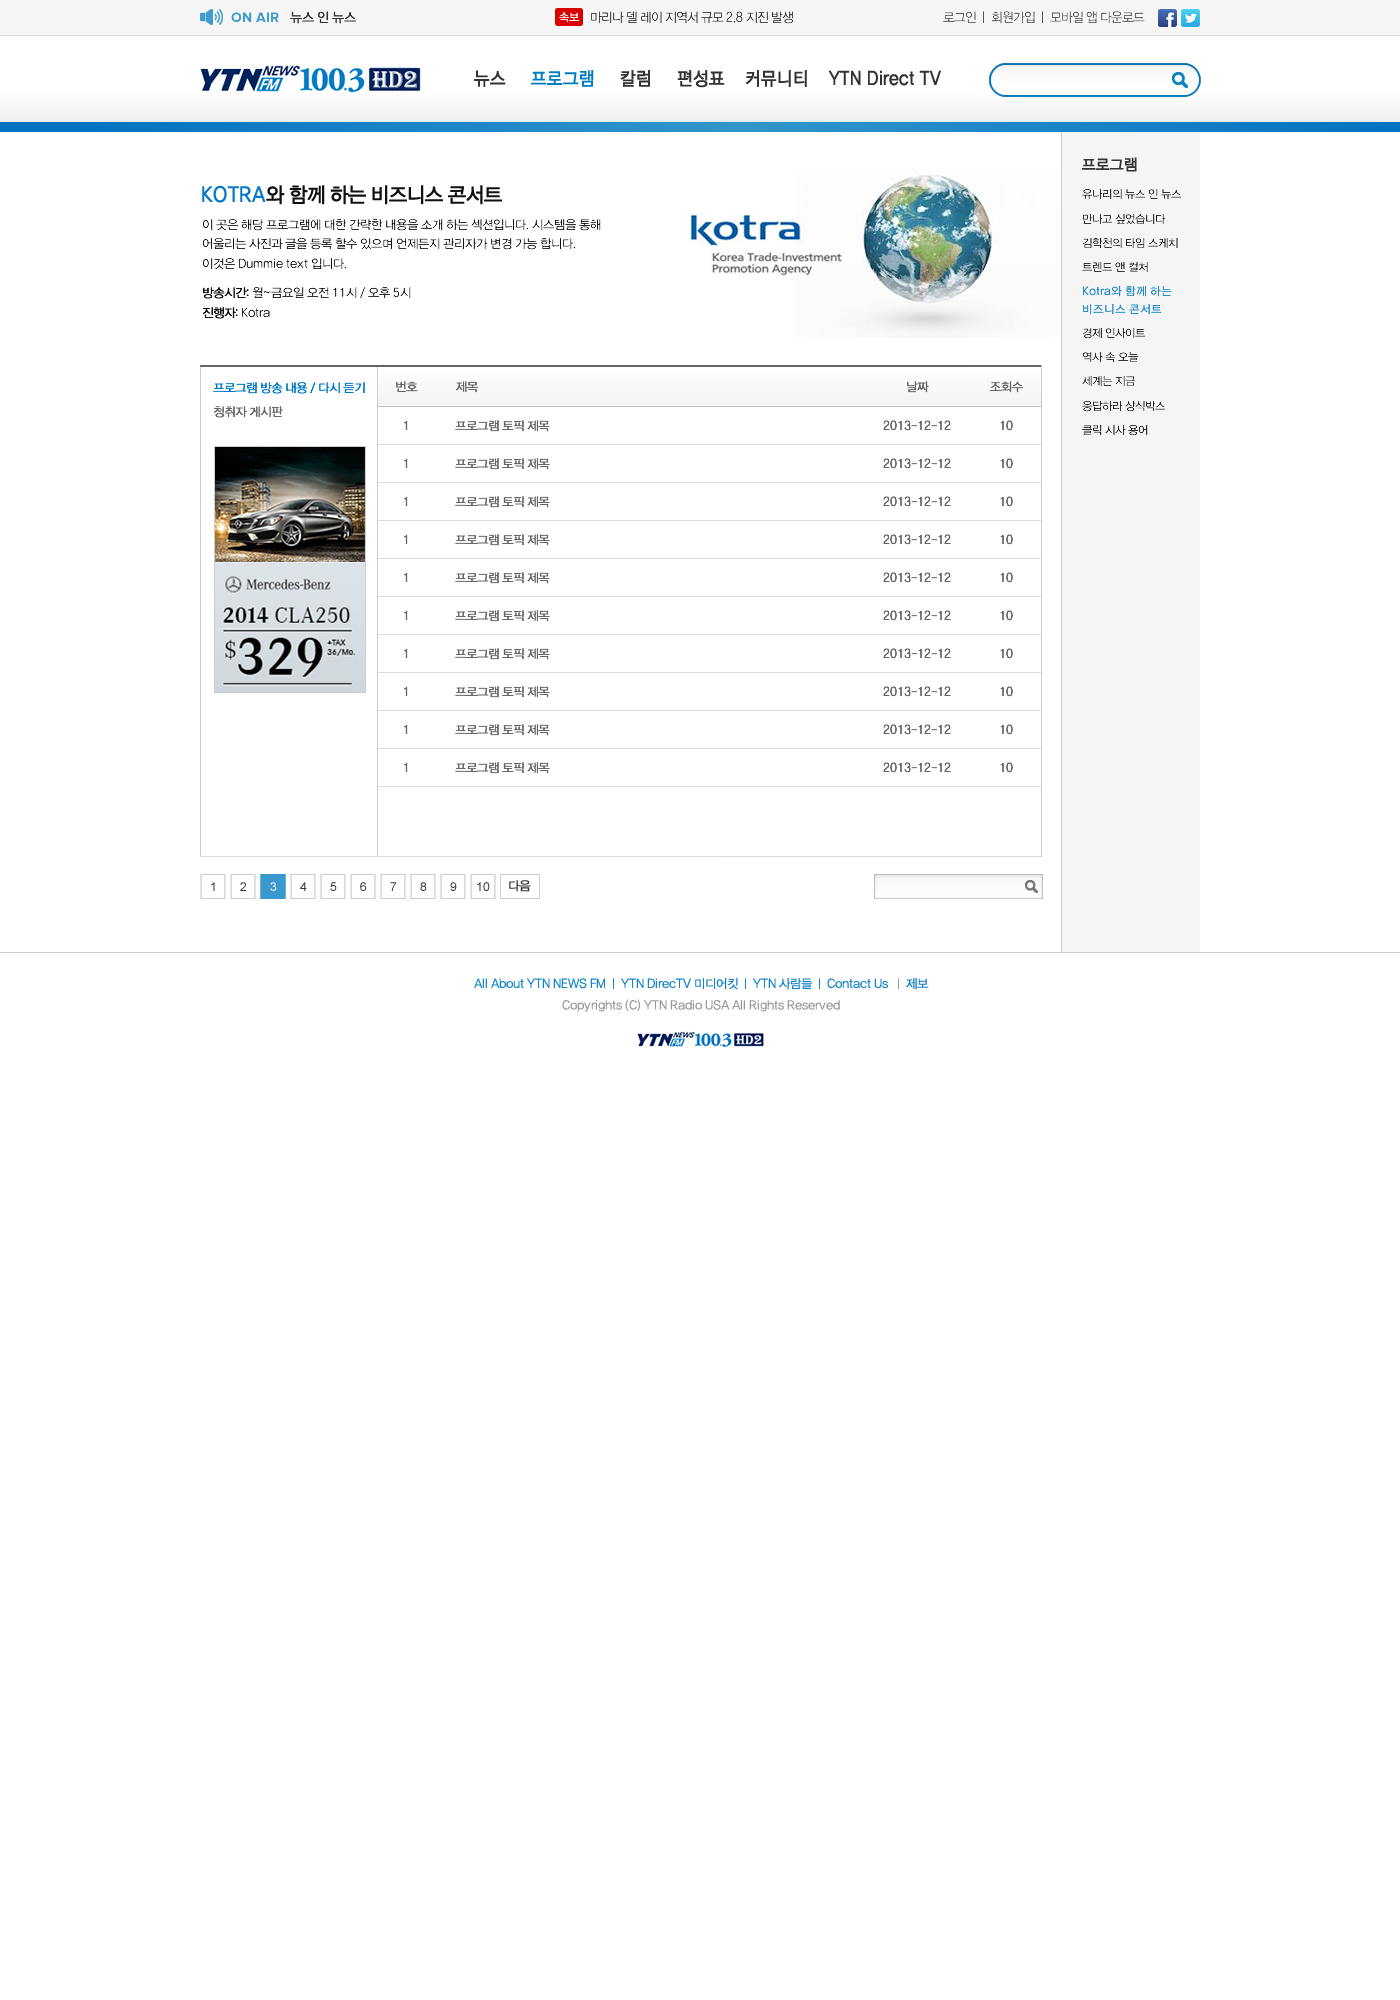 ON AIR 뉴스 인 뉴스
속보 마리나 델 레이 지역서 규모 2.8 지진 발생
로그인 | 회원가입 | 모바일 앱 다운로드
YTN NEWS FM 100.3 HD2
뉴스 프로그램 칼럼 편성표 커뮤니티 YTN Direct TV
KOTRA와 함께 하는 비즈니스 콘서트
이 곳은 해당 프로그램에 대한 간략한 내용을 소개 하는 섹션입니다. 시스템을 통해
어울리는 사진과 글을 등록 할수 있으며 언제든지 관리자가 변경 가능 합니다.
이것은 Dummie text 입니다.
방송시간: 월~금요일 오전 11시 / 오후 5시
진행자: Kotra
kotra
Korea Trade-Investment
Promotion Agency
프로그램 방송 내용 / 다시 듣기
청취자 게시판
Mercedes-Benz
2014 CLA250
$329 +TAX
36/Mo.
번호 제목 날짜 조회수
1 프로그램 토픽 제목 2013-12-12 10
1 프로그램 토픽 제목 2013-12-12 10
1 프로그램 토픽 제목 2013-12-12 10
1 프로그램 토픽 제목 2013-12-12 10
1 프로그램 토픽 제목 2013-12-12 10
1 프로그램 토픽 제목 2013-12-12 10
1 프로그램 토픽 제목 2013-12-12 10
1 프로그램 토픽 제목 2013-12-12 10
1 프로그램 토픽 제목 2013-12-12 10
1 프로그램 토픽 제목 2013-12-12 10
1 2 3 4 5 6 7 8 9 10 다음
프로그램
유나리의 뉴스 인 뉴스
만나고 싶었습니다
김학천의 타임 스케치
트렌드 앤 컬처
Kotra와 함께 하는
비즈니스 콘서트
경제 인사이트
역사 속 오늘
세계는 지금
응답하라 상식박스
클릭 시사 용어
All About YTN NEWS FM | YTN DirecTV 미디어킷 | YTN 사람들 | Contact Us | 제보
Copyrights (C) YTN Radio USA All Rights Reserved
YTN NEWS FM 100.3 HD2